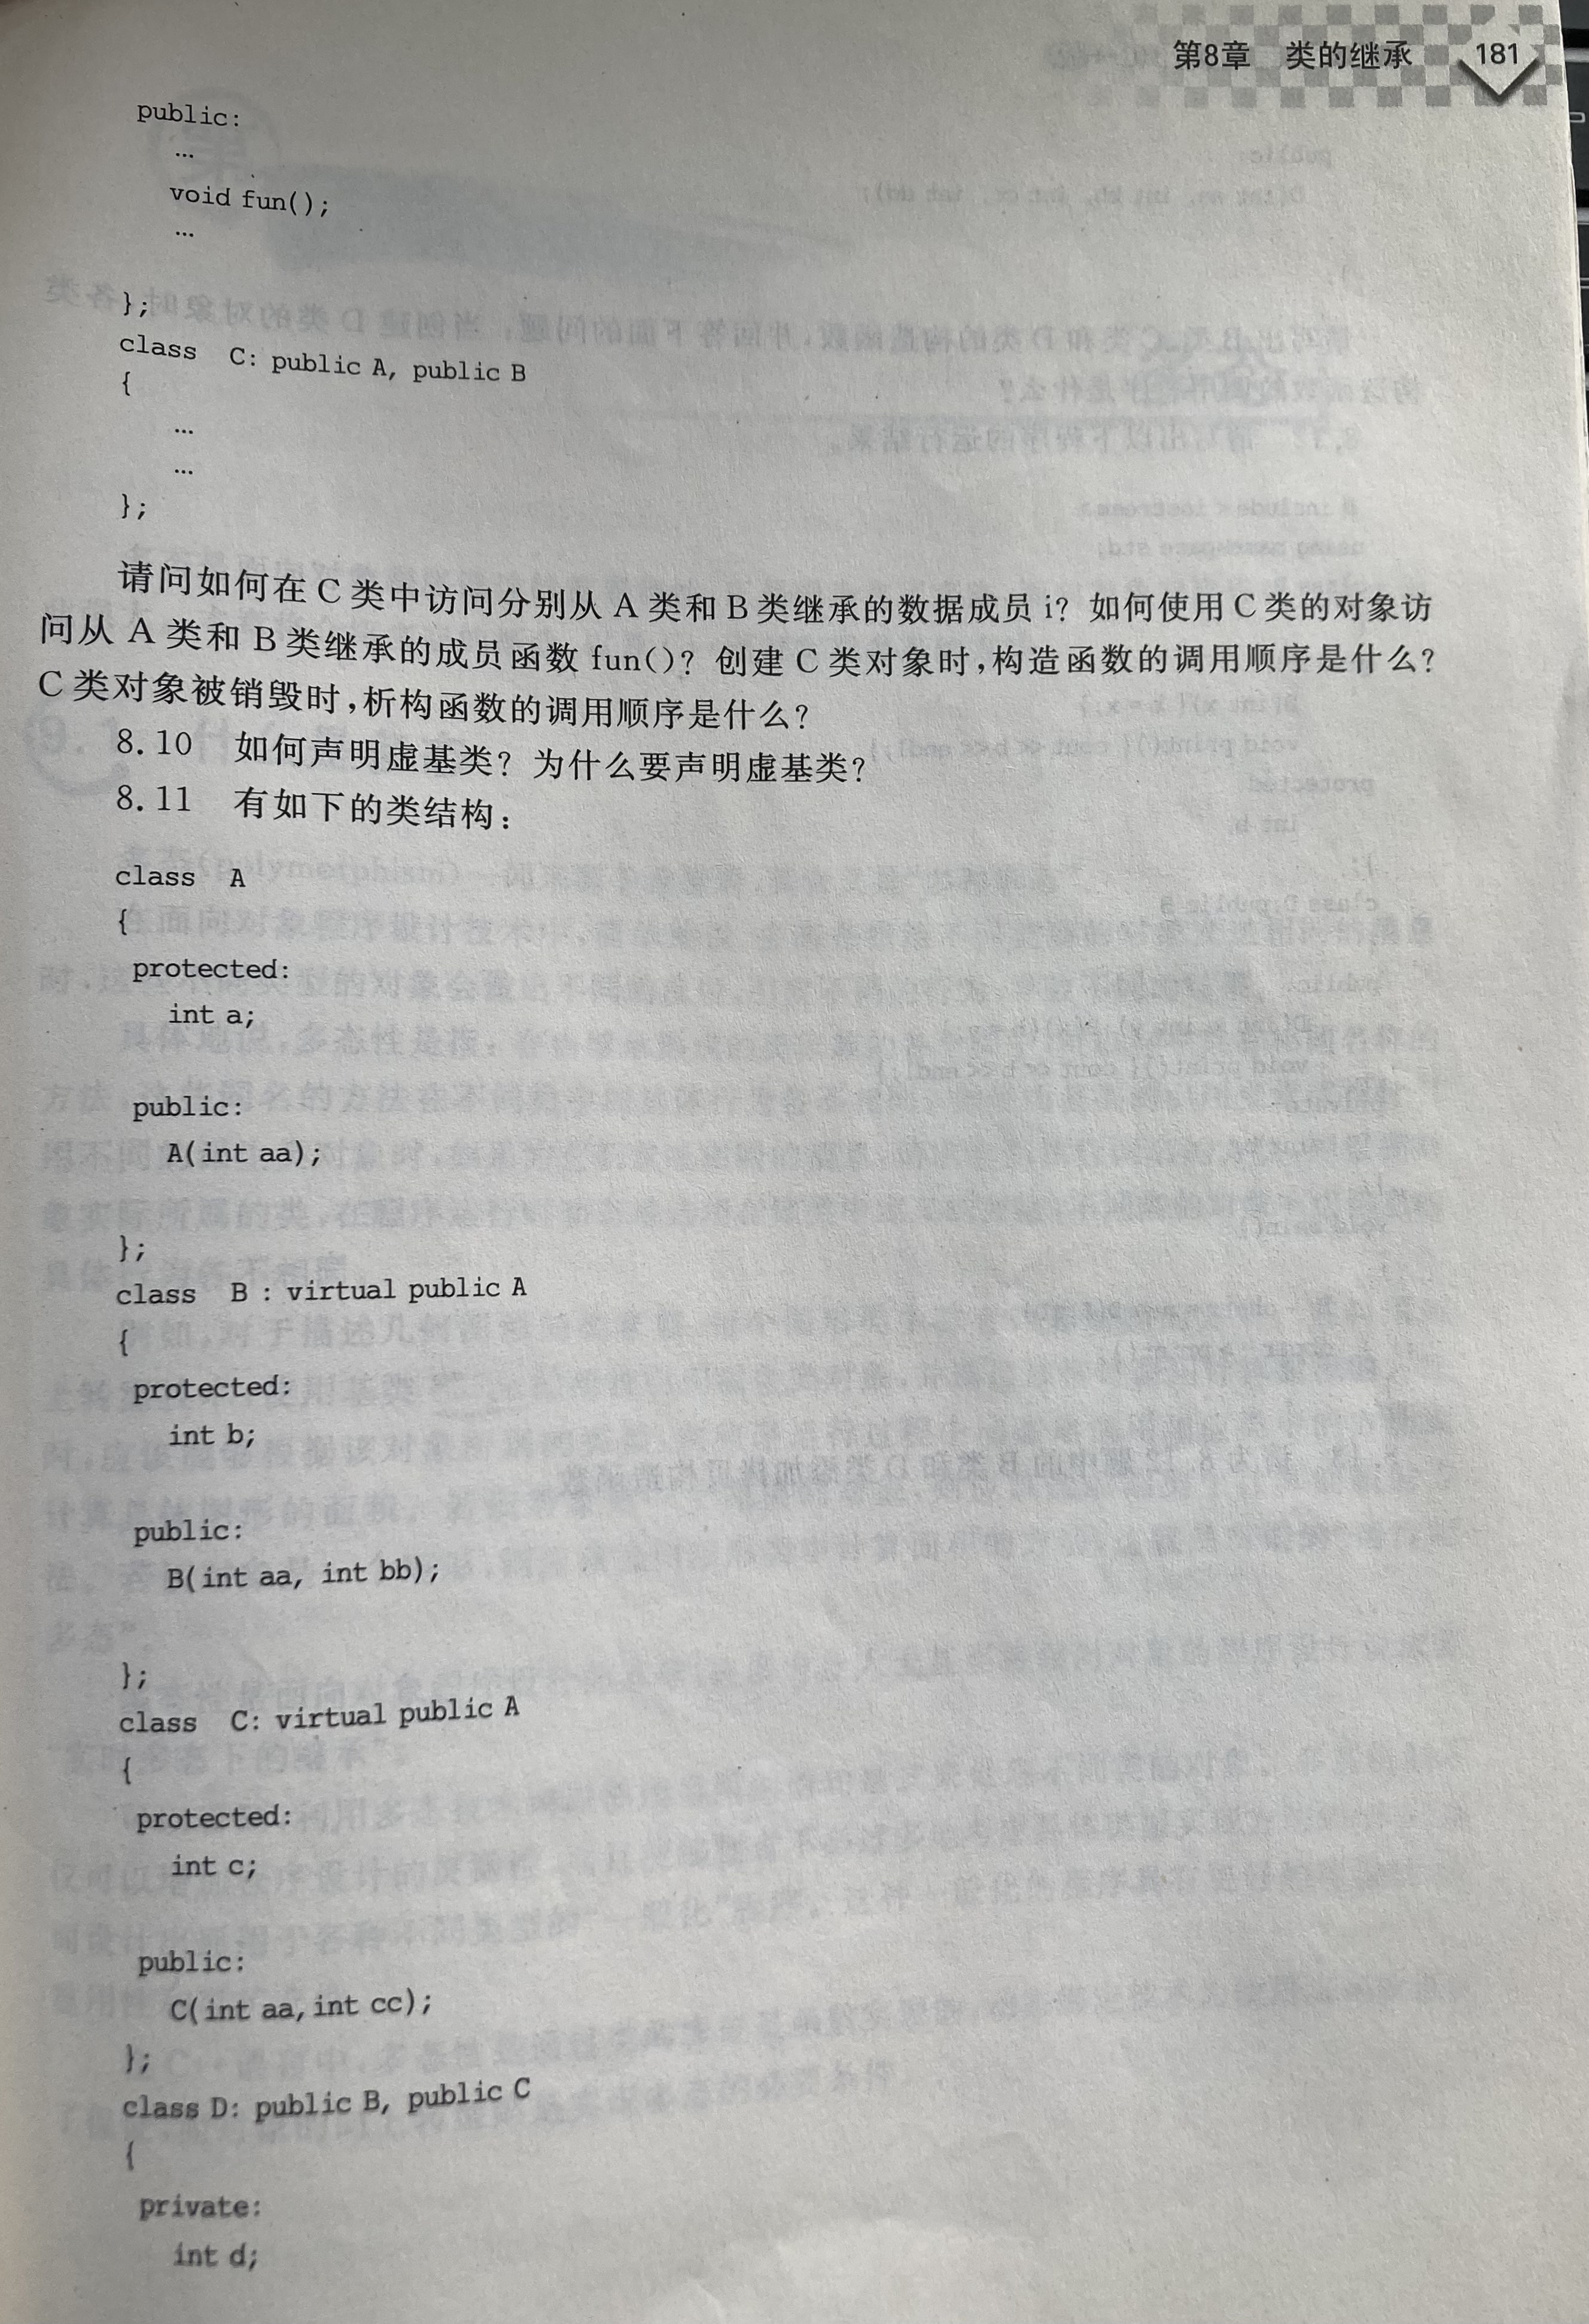 第8章 类的继承 181
public:
…
void fun();
…
};
class C: public A, public B
{
…
…
};
请问如何在C类中访问分别从A类和B类继承的数据成员i? 如何使用C类的对象访
问从A类和B类继承的成员函数fun()? 创建C类对象时,构造函数的调用顺序是什么?
C类对象被销毁时,析构函数的调用顺序是什么?
8.10 如何声明虚基类? 为什么要声明虚基类?
8.11 有如下的类结构:
class A
{
protected:
int a;
public:
A(int aa);
};
class B : virtual public A
{
protected:
int b;
public:
B(int aa, int bb);
};
class C: virtual public A
{
protected:
int c;
public:
C(int aa,int cc);
};
class D: public B, public C
{
private:
int d;